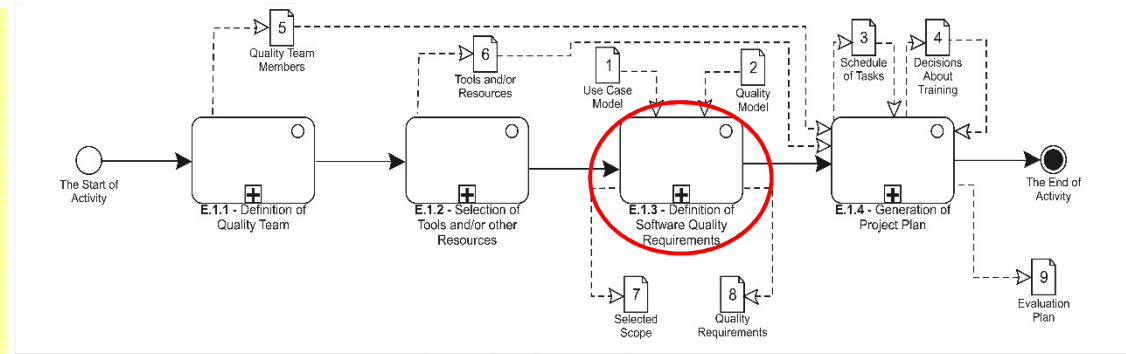 5
Quality Team
Members
6
Tools and/or
Resources
1
Use Case
Model
2
Quality
Model
3
Schedule
of Tasks
4
Decisions
About
Training
The Start of
Activity
E.1.1 - Definition of
Quality Team
E.1.2 - Selection of
Tools and/or other
Resources
E.1.3 - Definition of
Software Quality
Requirements
E.1.4 - Generation of
Project Plan
The End of
Activity
7
Selected
Scope
8
Quality
Requirements
9
Evaluation
Plan